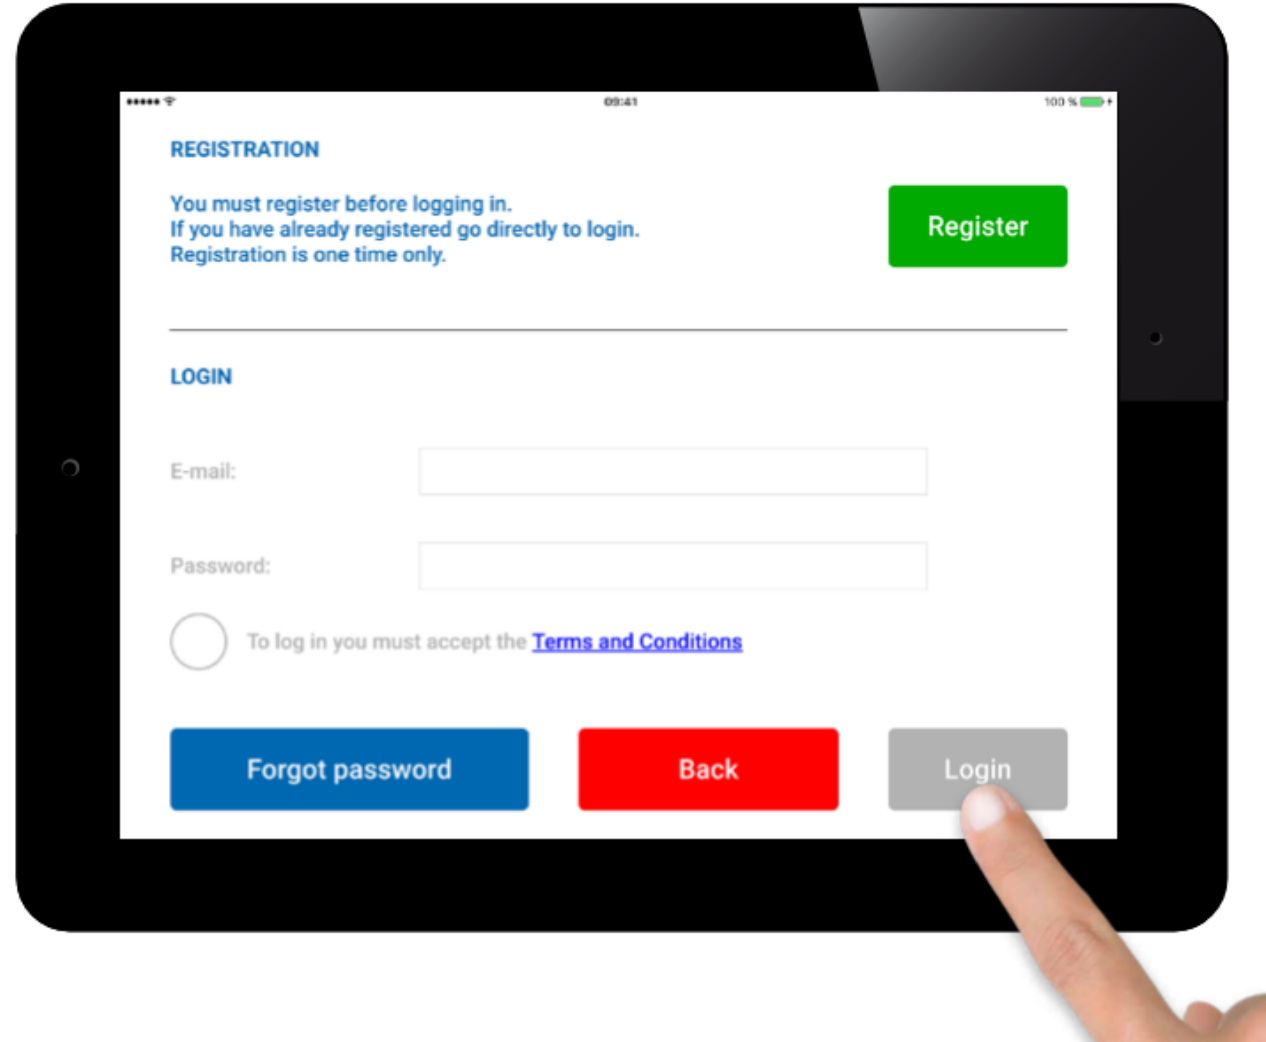 09:41
100 %
REGISTRATION
You must register before logging in.
If you have already registered go directly to login.
Registration is one time only.
Register
LOGIN
E-mail:
Password:
To log in you must accept the Terms and Conditions
Forgot password
Back
Login